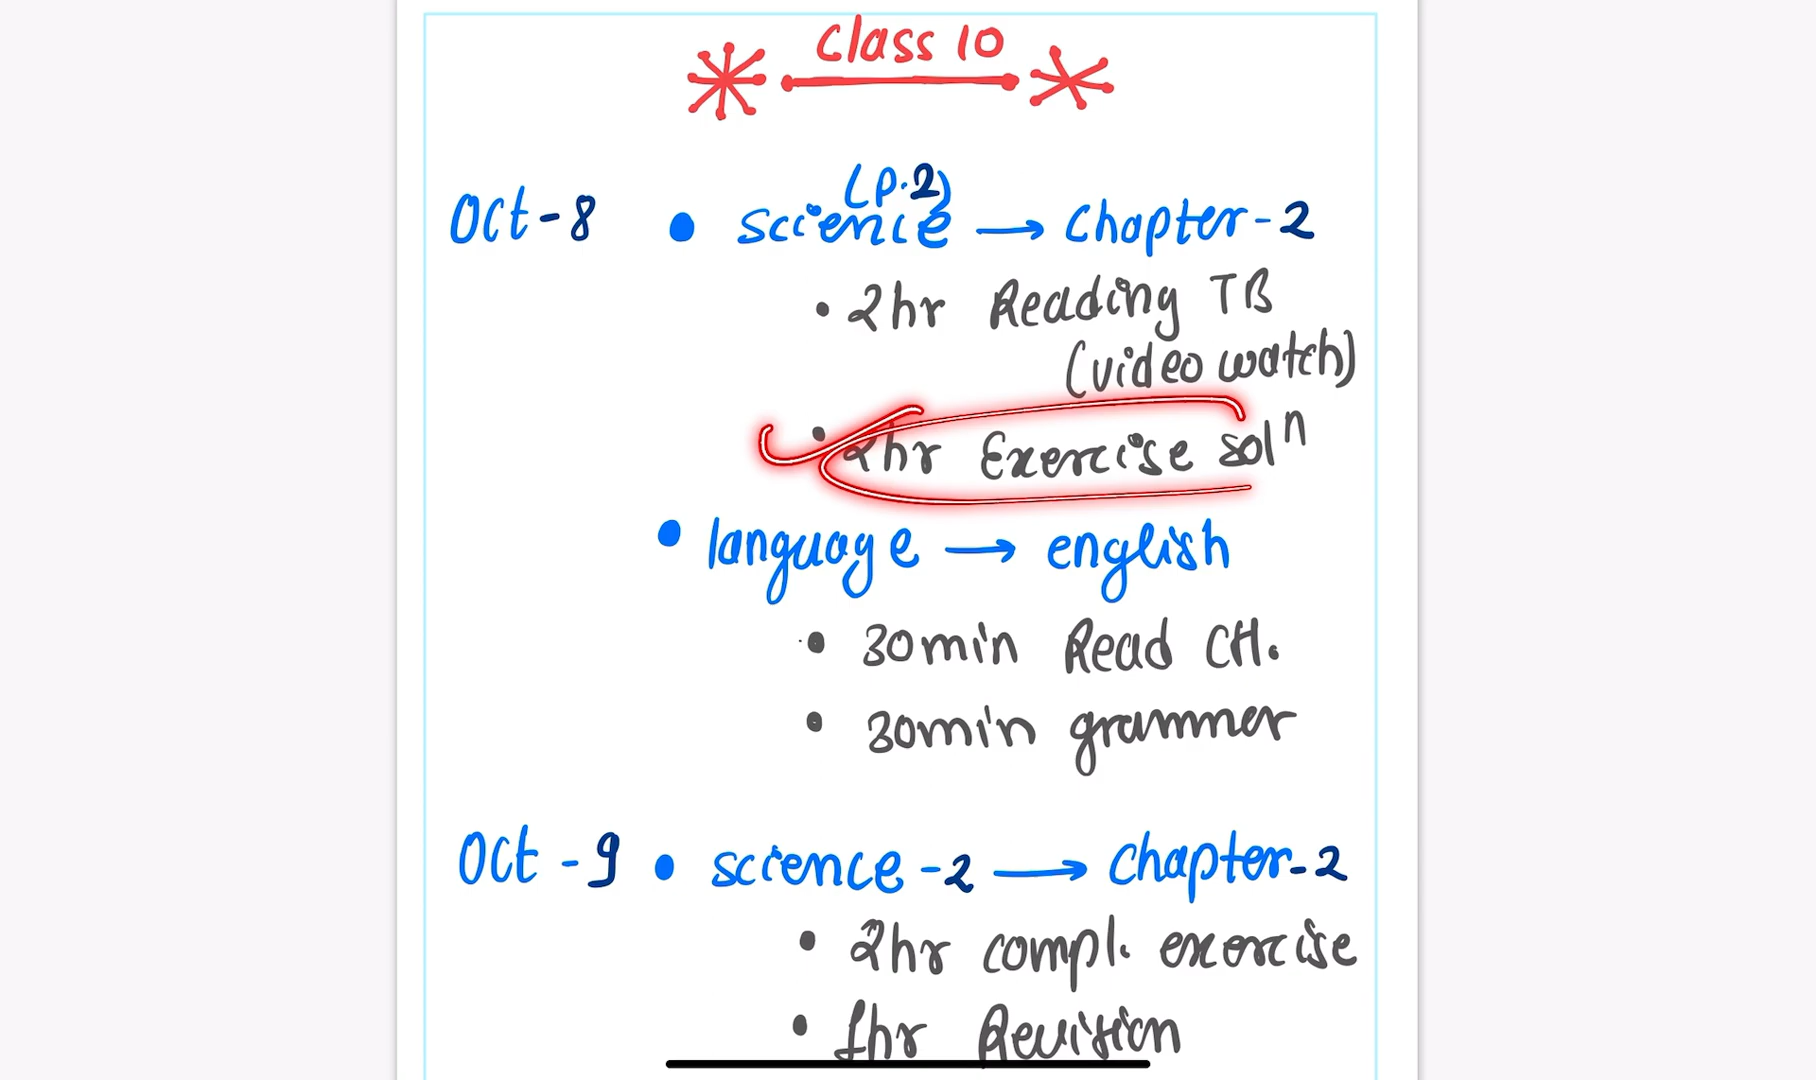 Class 10
(P.2)
Oct-8 • science → Chapter-2
• 2hr Reading TB
(video watch)
• 2hr Exercise solⁿ
• language → english
• 30min Read CH.
• 30min grammer
Oct-9 • science-2 → Chapter-2
• 2hr compl. exercise
• 1hr Revision